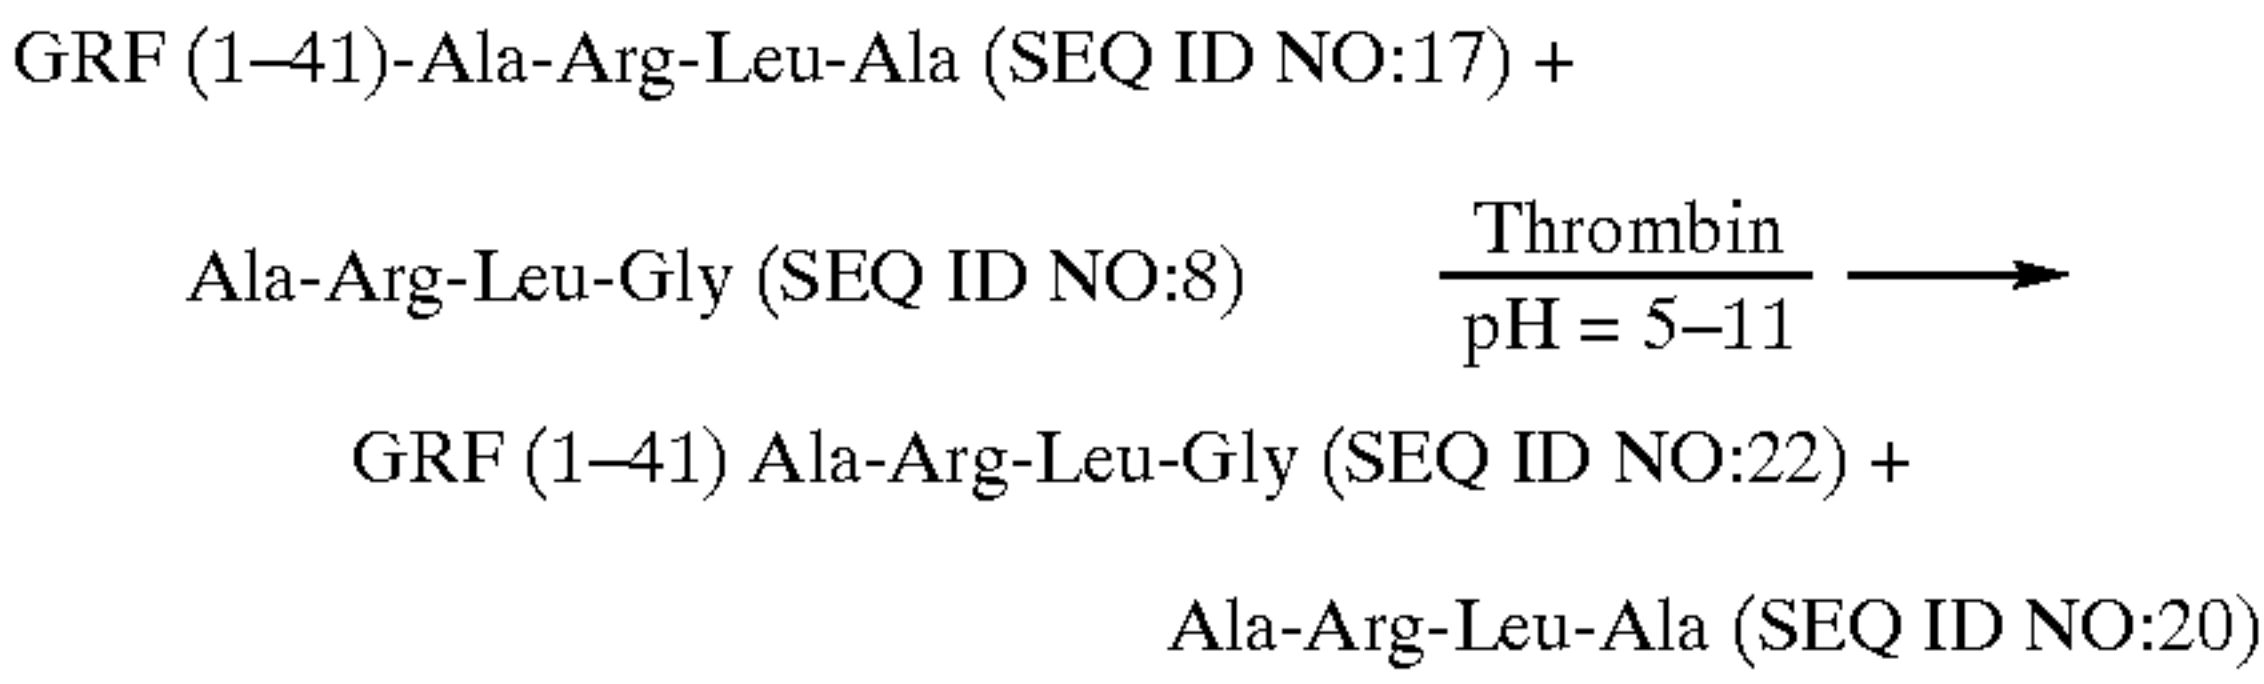 GRF (1–41)-Ala-Arg-Leu-Ala (SEQ ID NO:17) +
Ala-Arg-Leu-Gly (SEQ ID NO:8)
Thrombin
pH = 5–11
GRF (1–41) Ala-Arg-Leu-Gly (SEQ ID NO:22) +
Ala-Arg-Leu-Ala (SEQ ID NO:20)